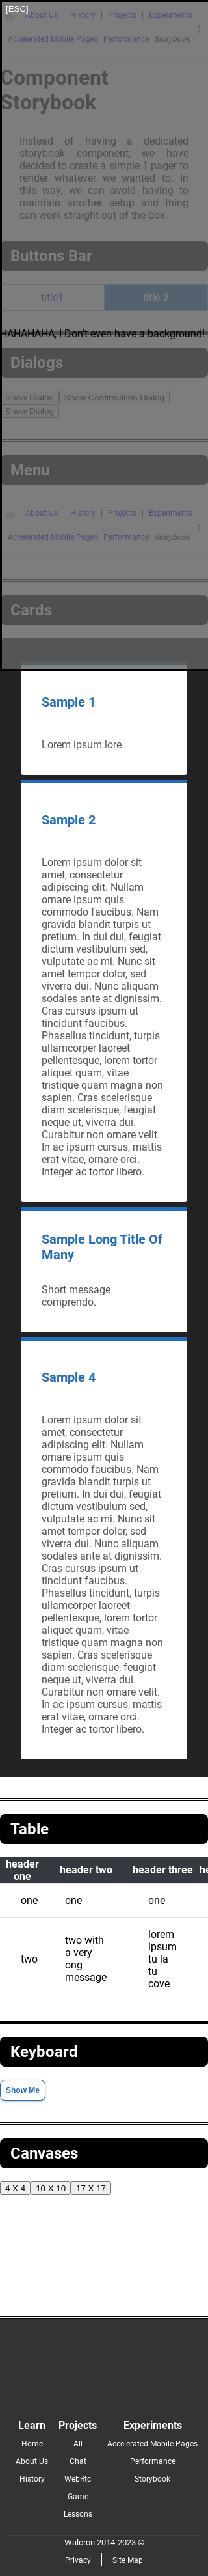 [ESC]
About Us | History | Projects | Experiments
Accelerated Mobile Pages Performance Storybook
Component
Storybook
Instead of having a dedicated
storybook component, we have
decided to create a simple 1 pager to
render whatever we wanted to. In
this way, we can avoid having to
maintain another setup and thing
can work straight out of the box.
Buttons Bar
title1 title 2
HAHAHAHA, I Don't even have a background!
Dialogs
Show Dialog Show Confirmation Dialog
Show Dialog
Menu
About Us | History | Projects | Experiments
Accelerated Mobile Pages Performance Storybook
Cards
Sample 1
Lorem ipsum lore
Sample 2
Lorem ipsum dolor sit
amet, consectetur
adipiscing elit. Nullam
ornare ipsum quis
commodo faucibus. Nam
gravida blandit turpis ut
pretium. In dui dui, feugiat
dictum vestibulum sed,
vulputate ac mi. Nunc sit
amet tempor dolor, sed
viverra dui. Nunc aliquam
sodales ante at dignissim.
Cras cursus ipsum ut
tincidunt faucibus.
Phasellus tincidunt, turpis
ullamcorper laoreet
pellentesque, lorem tortor
aliquet quam, vitae
tristique quam magna non
sapien. Cras scelerisque
diam scelerisque, feugiat
neque ut, viverra dui.
Curabitur non ornare velit.
In ac ipsum cursus, mattis
erat vitae, ornare orci.
Integer ac tortor libero.
Sample Long Title Of
Many
Short message
comprendo.
Sample 4
Lorem ipsum dolor sit
amet, consectetur
adipiscing elit. Nullam
ornare ipsum quis
commodo faucibus. Nam
gravida blandit turpis ut
pretium. In dui dui, feugiat
dictum vestibulum sed,
vulputate ac mi. Nunc sit
amet tempor dolor, sed
viverra dui. Nunc aliquam
sodales ante at dignissim.
Cras cursus ipsum ut
tincidunt faucibus.
Phasellus tincidunt, turpis
ullamcorper laoreet
pellentesque, lorem tortor
aliquet quam, vitae
tristique quam magna non
sapien. Cras scelerisque
diam scelerisque, feugiat
neque ut, viverra dui.
Curabitur non ornare velit.
In ac ipsum cursus, mattis
erat vitae, ornare orci.
Integer ac tortor libero.
Table
header one header two header three he
one one one
two two with a very ong message lorem ipsum tu la tu cove
Keyboard
Show Me
Canvases
4 X 4 10 X 10 17 X 17
Learn Projects Experiments
Home All Accelerated Mobile Pages
About Us Chat Performance
History WebRtc Storybook
Game
Lessons
Walcron 2014-2023 ©
Privacy Site Map